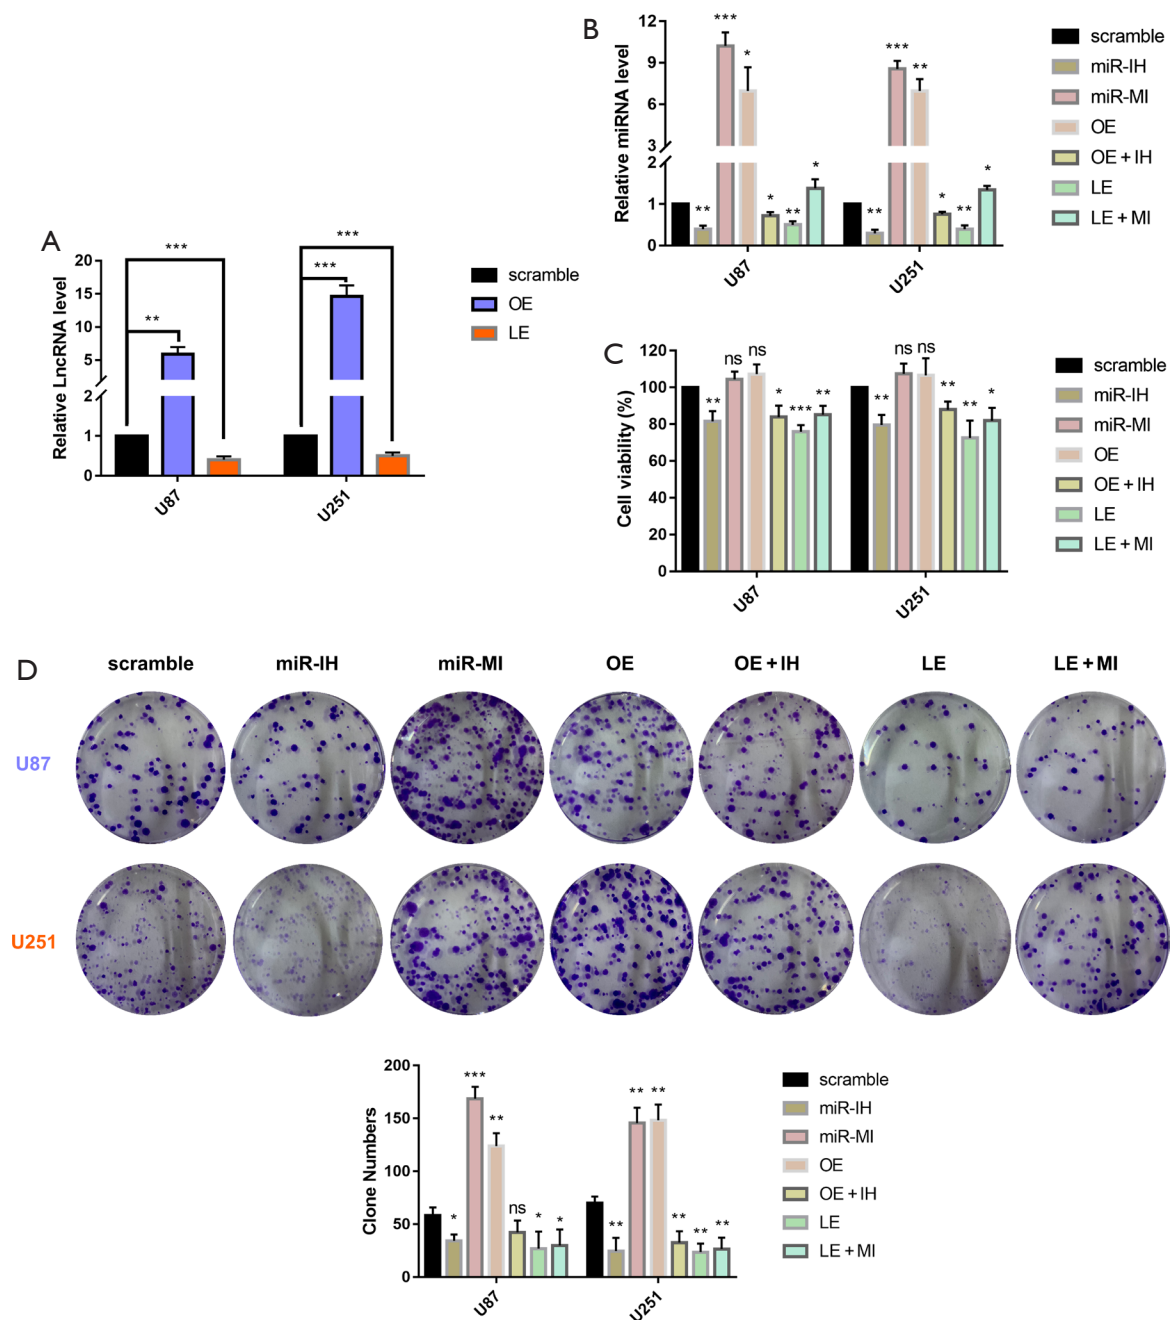 A
Relative LncRNA level
20
15
10
5
2
1
0
***
**
***
***
U87
U251
scramble
OE
LE
B
Relative miRNA level
12
9
6
3
2
1
0
***
*
**
*
**
*
***
**
**
*
**
*
U87
U251
scramble
miR-IH
miR-MI
OE
OE + IH
LE
LE + MI
C
Cell viability (%)
120
100
80
60
40
20
0
**
ns
ns
*
***
**
**
ns
ns
**
**
*
U87
U251
scramble
miR-IH
miR-MI
OE
OE + IH
LE
LE + MI
D
scramble miR-IH miR-MI OE OE + IH LE LE + MI
U87
U251
Clone Numbers
200
150
100
50
0
*
***
**
ns
*
*
**
**
**
**
**
**
U87
U251
scramble
miR-IH
miR-MI
OE
OE + IH
LE
LE + MI